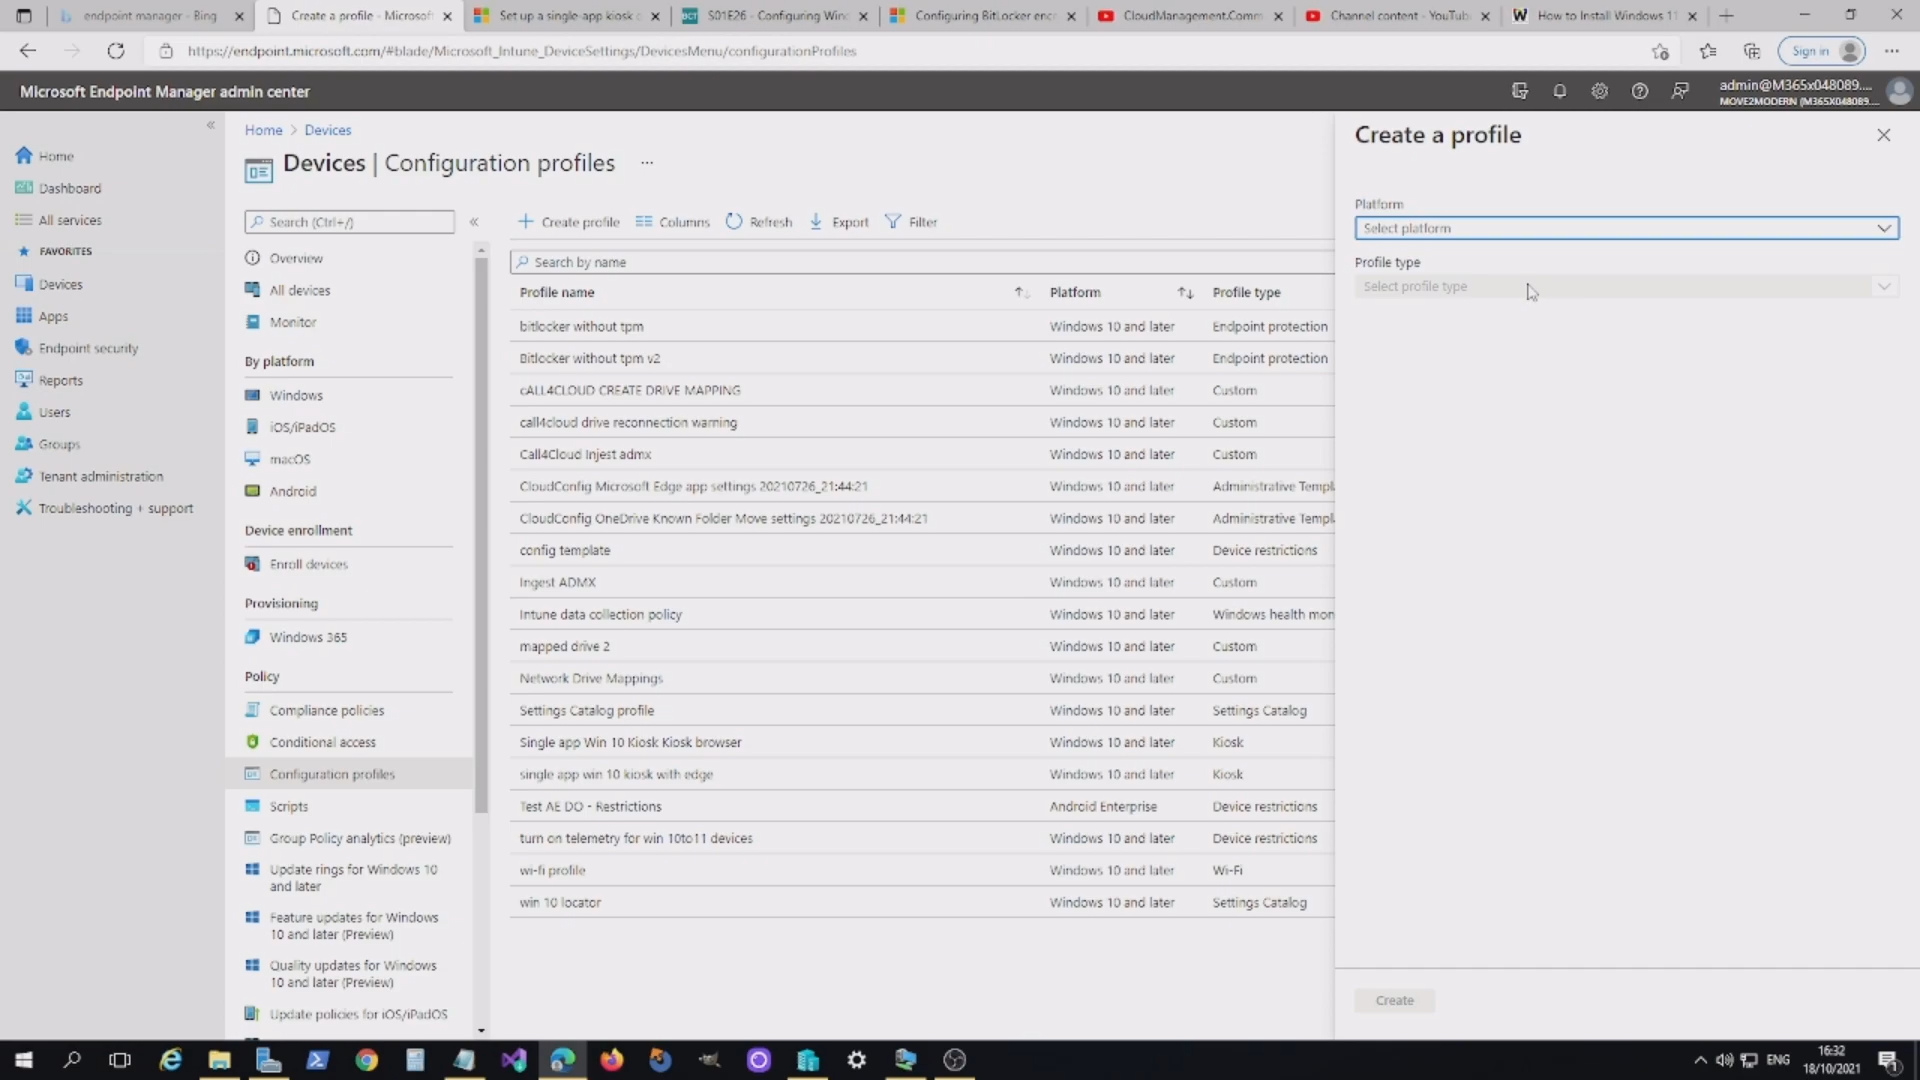 endpoint manager - Bing
Create a profile - Microsoft
Set up a single-app kiosk c
S01E26 - Configuring Wind
Configuring BitLocker encr
CloudManagement.Comm
Channel content - YouTub
How to Install Windows 11
https://endpoint.microsoft.com/#blade/Microsoft_Intune_DeviceSettings/DevicesMenu/configurationProfiles
Sign in
Microsoft Endpoint Manager admin center
admin@M365x048089....
MOVE2MODERN (M365X048089....
Home
Dashboard
All services
FAVORITES
Devices
Apps
Endpoint security
Reports
Users
Groups
Tenant administration
Troubleshooting + support
Home > Devices
Devices | Configuration profiles ...
Search (Ctrl+/)
Overview
All devices
Monitor
By platform
Windows
iOS/iPadOS
macOS
Android
Device enrollment
Enroll devices
Provisioning
Windows 365
Policy
Compliance policies
Conditional access
Configuration profiles
Scripts
Group Policy analytics (preview)
Update rings for Windows 10
and later
Feature updates for Windows
10 and later (Preview)
Quality updates for Windows
10 and later (Preview)
Update policies for iOS/iPadOS
Create profile Columns Refresh Export Filter
Search by name
Profile name Platform Profile type
bitlocker without tpm Windows 10 and later Endpoint protection
Bitlocker without tpm v2 Windows 10 and later Endpoint protection
cALL4CLOUD CREATE DRIVE MAPPING Windows 10 and later Custom
call4cloud drive reconnection warning Windows 10 and later Custom
Call4Cloud Injest admx Windows 10 and later Custom
CloudConfig Microsoft Edge app settings 20210726_21:44:21 Windows 10 and later Administrative Templ
CloudConfig OneDrive Known Folder Move settings 20210726_21:44:21 Windows 10 and later Administrative Templ
config template Windows 10 and later Device restrictions
Ingest ADMX Windows 10 and later Custom
Intune data collection policy Windows 10 and later Windows health mon
mapped drive 2 Windows 10 and later Custom
Network Drive Mappings Windows 10 and later Custom
Settings Catalog profile Windows 10 and later Settings Catalog
Single app Win 10 Kiosk Kiosk browser Windows 10 and later Kiosk
single app win 10 kiosk with edge Windows 10 and later Kiosk
Test AE DO - Restrictions Android Enterprise Device restrictions
turn on telemetry for win 10to11 devices Windows 10 and later Device restrictions
wi-fi profile Windows 10 and later Wi-Fi
win 10 locator Windows 10 and later Settings Catalog
Create a profile
Platform
Select platform
Profile type
Select profile type
Create
ENG
16:32
18/10/2021
1